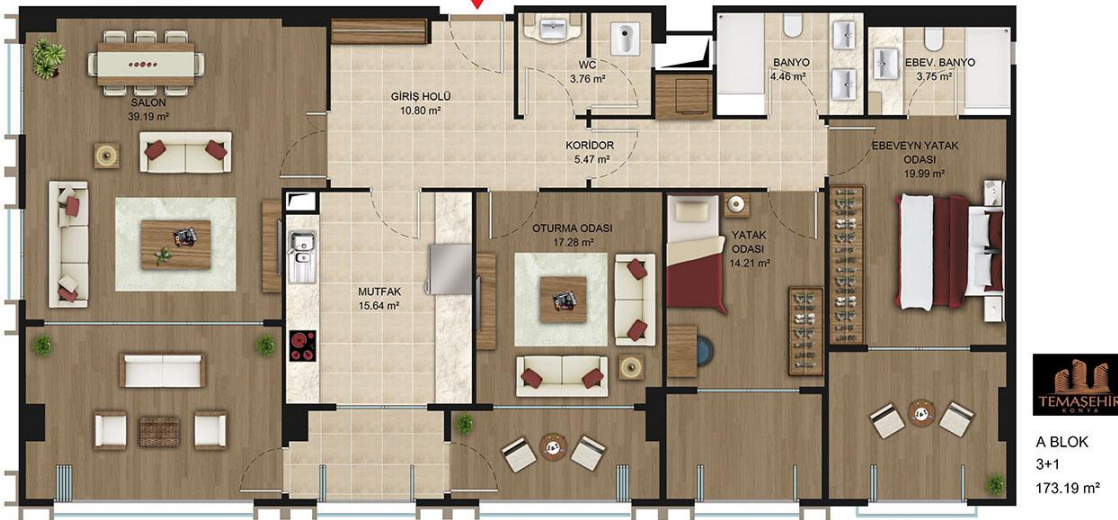 WC
3.76 m²
BANYO
4.46 m²
EBEV. BANYO
3.75 m²
SALON
39.19 m²
GİRİŞ HOLÜ
10.80 m²
KORİDOR
5.47 m²
EBEVEYN YATAK
ODASI
19.99 m²
OTURMA ODASI
17.28 m²
YATAK
ODASI
14.21 m²
MUTFAK
15.64 m²
TEMAŞEHİR
KONYA
A BLOK
3+1
173.19 m²